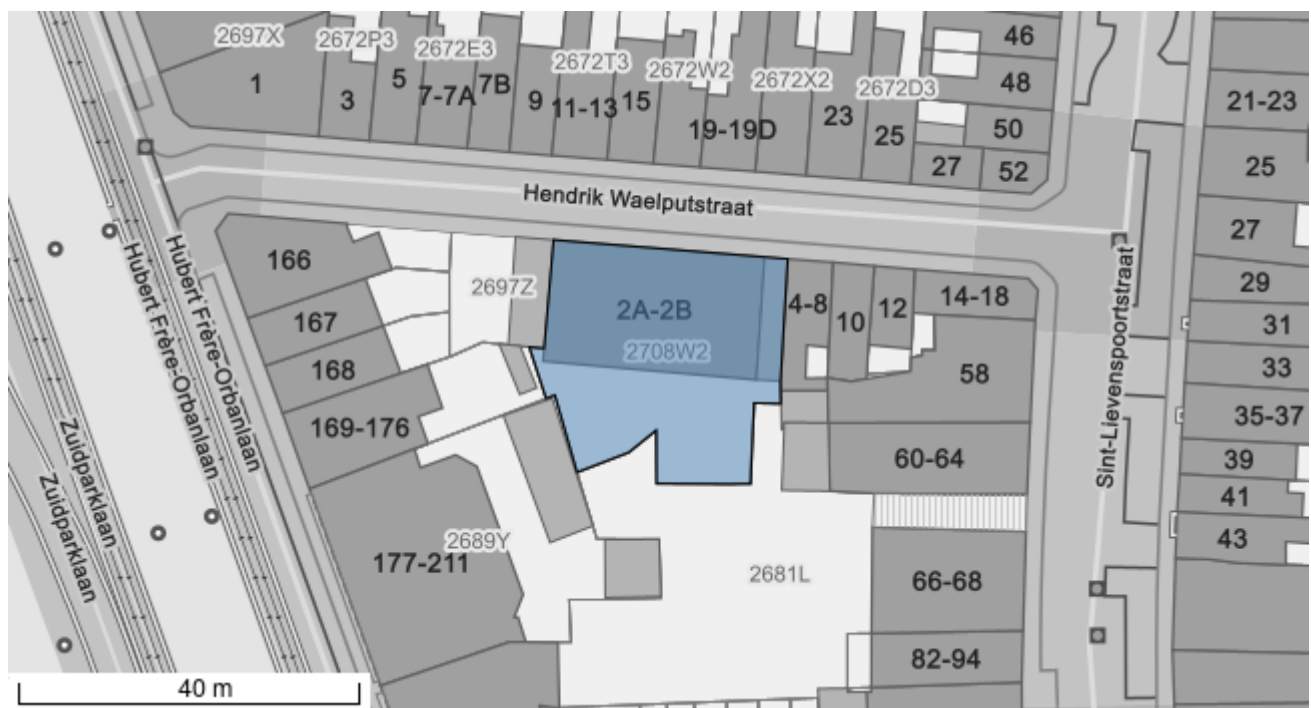 2697X
2672P3
2672E3
2672T3
2672W2
2672X2
2672D3
46
48
50
52
1
3
5
7-7A
7B
9
11-13
15
19-19D
23
25
27
21-23
25
27
29
31
33
35-37
39
41
43
Hendrik Waelputstraat
166
167
168
169-176
177-211
2697Z
2A-2B
2708W2
4-8
10
12
14-18
58
60-64
66-68
82-94
2689Y
2681L
Hubert Frère-Orbanlaan
Hubert Frère-Orbanlaan
Zuidparklaan
Zuidparklaan
Sint-Lievenspoortstraat
40 m